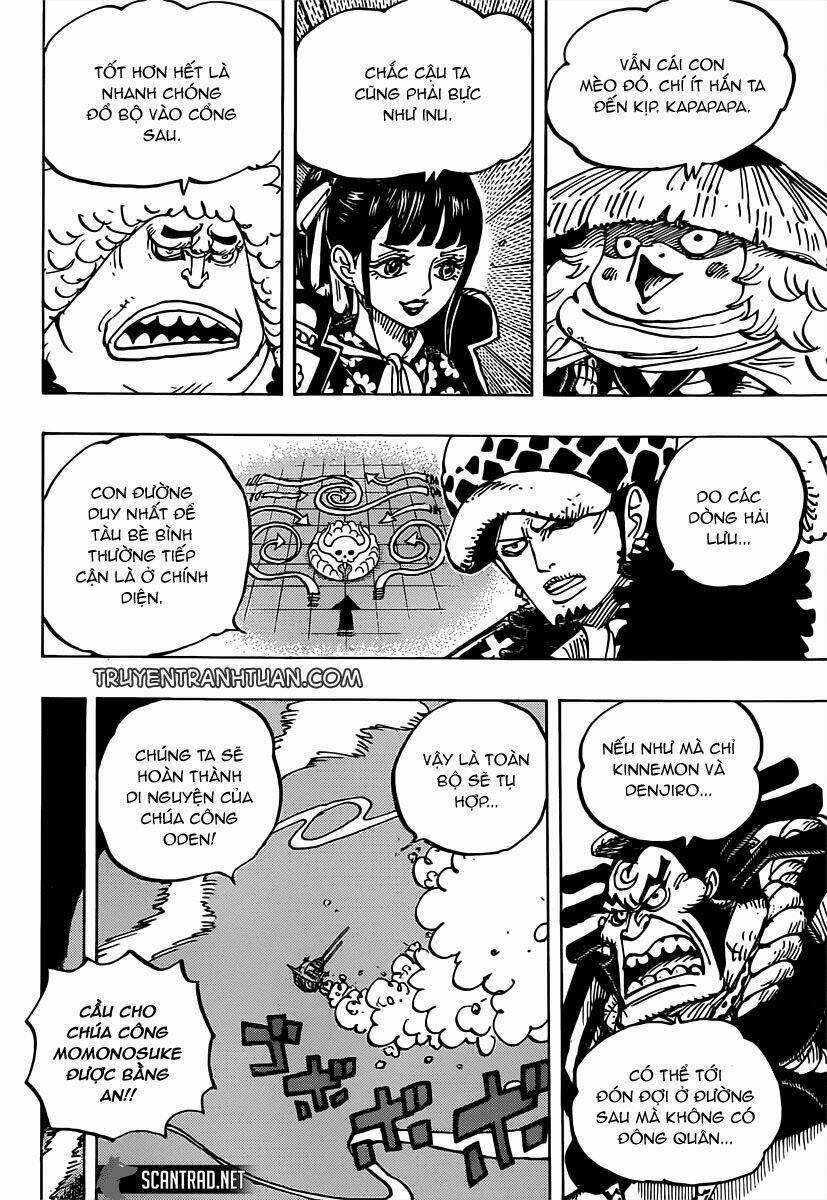 VẪN CÁI CON
MÈO ĐÓ. CHÍ ÍT HẮN TA
ĐẾN KỊP. KAPAPAPA.
CHẮC CẬU TA
CŨNG PHẢI BỰC
NHƯ INU.
TỐT HƠN HẾT LÀ
NHANH CHÓNG
ĐỔ BỘ VÀO CỔNG
SAU.
DO CÁC
DÒNG HẢI
LƯU...
CON ĐƯỜNG
DUY NHẤT ĐỂ
TÀU BÈ BÌNH
THƯỜNG TIẾP
CẬN LÀ Ở CHÍNH
DIỆN.
TRUYENTRANHTUAN.COM
NẾU NHƯ MÀ CHỈ
KINNEMON VÀ
DENJIRO...
CÓ THỂ TỚI
ĐÓN ĐỢI Ở ĐƯỜNG
SAU MÀ KHÔNG CÓ
ĐÔNG QUÂN...
VẬY LÀ TOÀN
BỘ SẼ TỤ
HỢP...
CHÚNG TA SẼ
HOÀN THÀNH
DI NGUYỆN CỦA
CHÚA CÔNG
ODEN!
CẦU CHO
CHÚA CÔNG
MOMONOSUKE
ĐƯỢC BẰNG
AN!!
ゴゴボボボ
SCANTRAD.NET